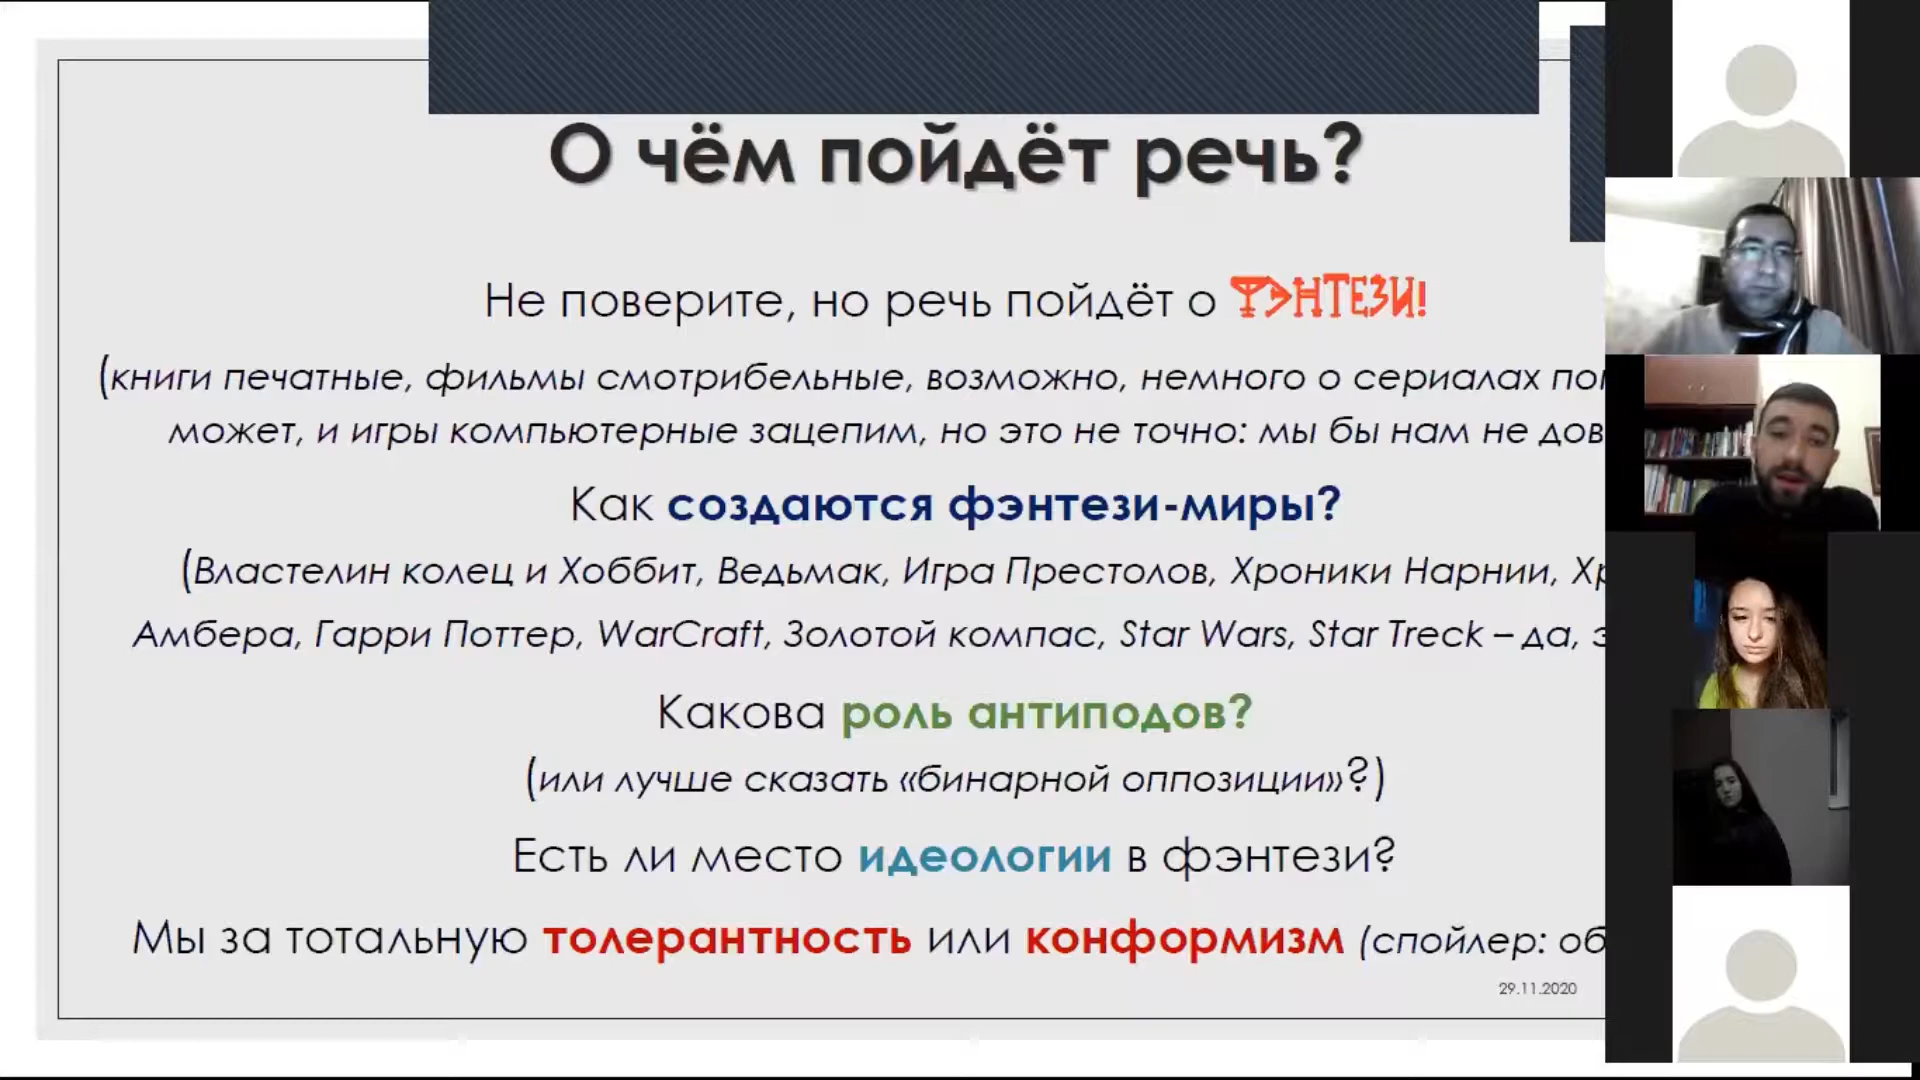 О чём пойдёт речь?
Не поверите, но речь пойдёт о ФЭНТЕЗИ!
(книги печатные, фильмы смотрибельные, возможно, немного о сериалах
может, и игры компьютерные зацепим, но это не точно: мы бы нам не
Как создаются фэнтези-миры?
(Властелин колец и Хоббит, Ведьмак, Игра Престолов, Хроники Нарнии,
Амбера, Гарри Поттер, WarCraft, Золотой компас, Star Wars, Star Treck – да,
Какова роль антиподов?
(или лучше сказать «бинарной оппозиции»?)
Есть ли место идеологии в фэнтези?
Мы за тотальную толерантность или конформизм (спойлер:
29.11.2020